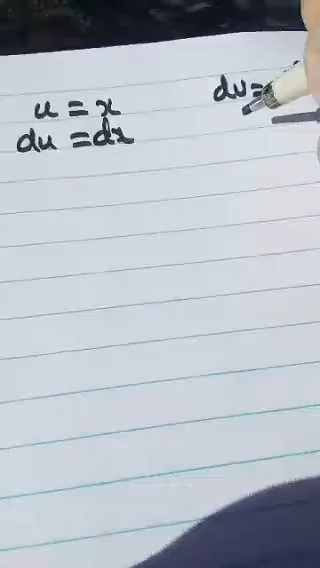 u = x
du = dx
dv =